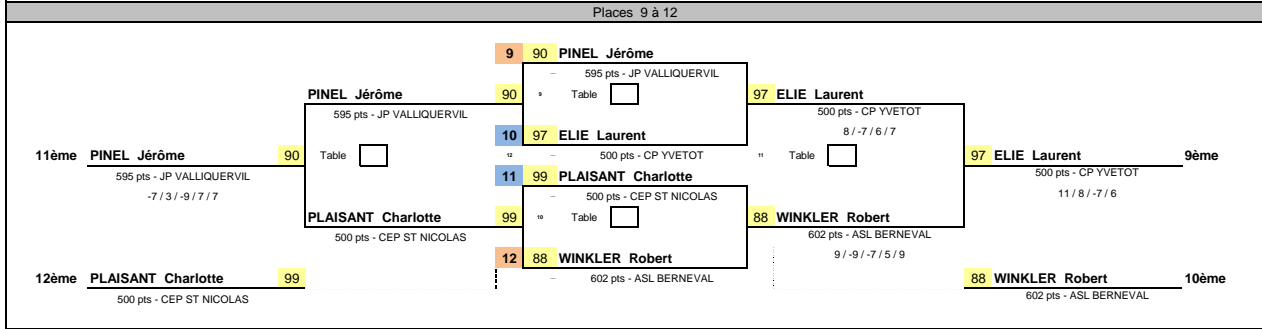 Places 9 à 12
9 90 PINEL Jérôme
– 595 pts - JP VALLIQUERVIL
PINEL Jérôme 90 9 Table 97 ELIE Laurent
595 pts - JP VALLIQUERVIL 500 pts - CP YVETOT
10 97 ELIE Laurent 8 / -7 / 6 / 7
11ème PINEL Jérôme 90 Table 12 – 500 pts - CP YVETOT 11 Table 97 ELIE Laurent 9ème
595 pts - JP VALLIQUERVIL 11 99 PLAISANT Charlotte 500 pts - CP YVETOT
-7 / 3 / -9 / 7 / 7 – 500 pts - CEP ST NICOLAS 11 / 8 / -7 / 6
PLAISANT Charlotte 99 10 Table 88 WINKLER Robert
500 pts - CEP ST NICOLAS 602 pts - ASL BERNEVAL
12 88 WINKLER Robert 9 / -9 / -7 / 5 / 9
12ème PLAISANT Charlotte 99 – 602 pts - ASL BERNEVAL 88 WINKLER Robert 10ème
500 pts - CEP ST NICOLAS 602 pts - ASL BERNEVAL